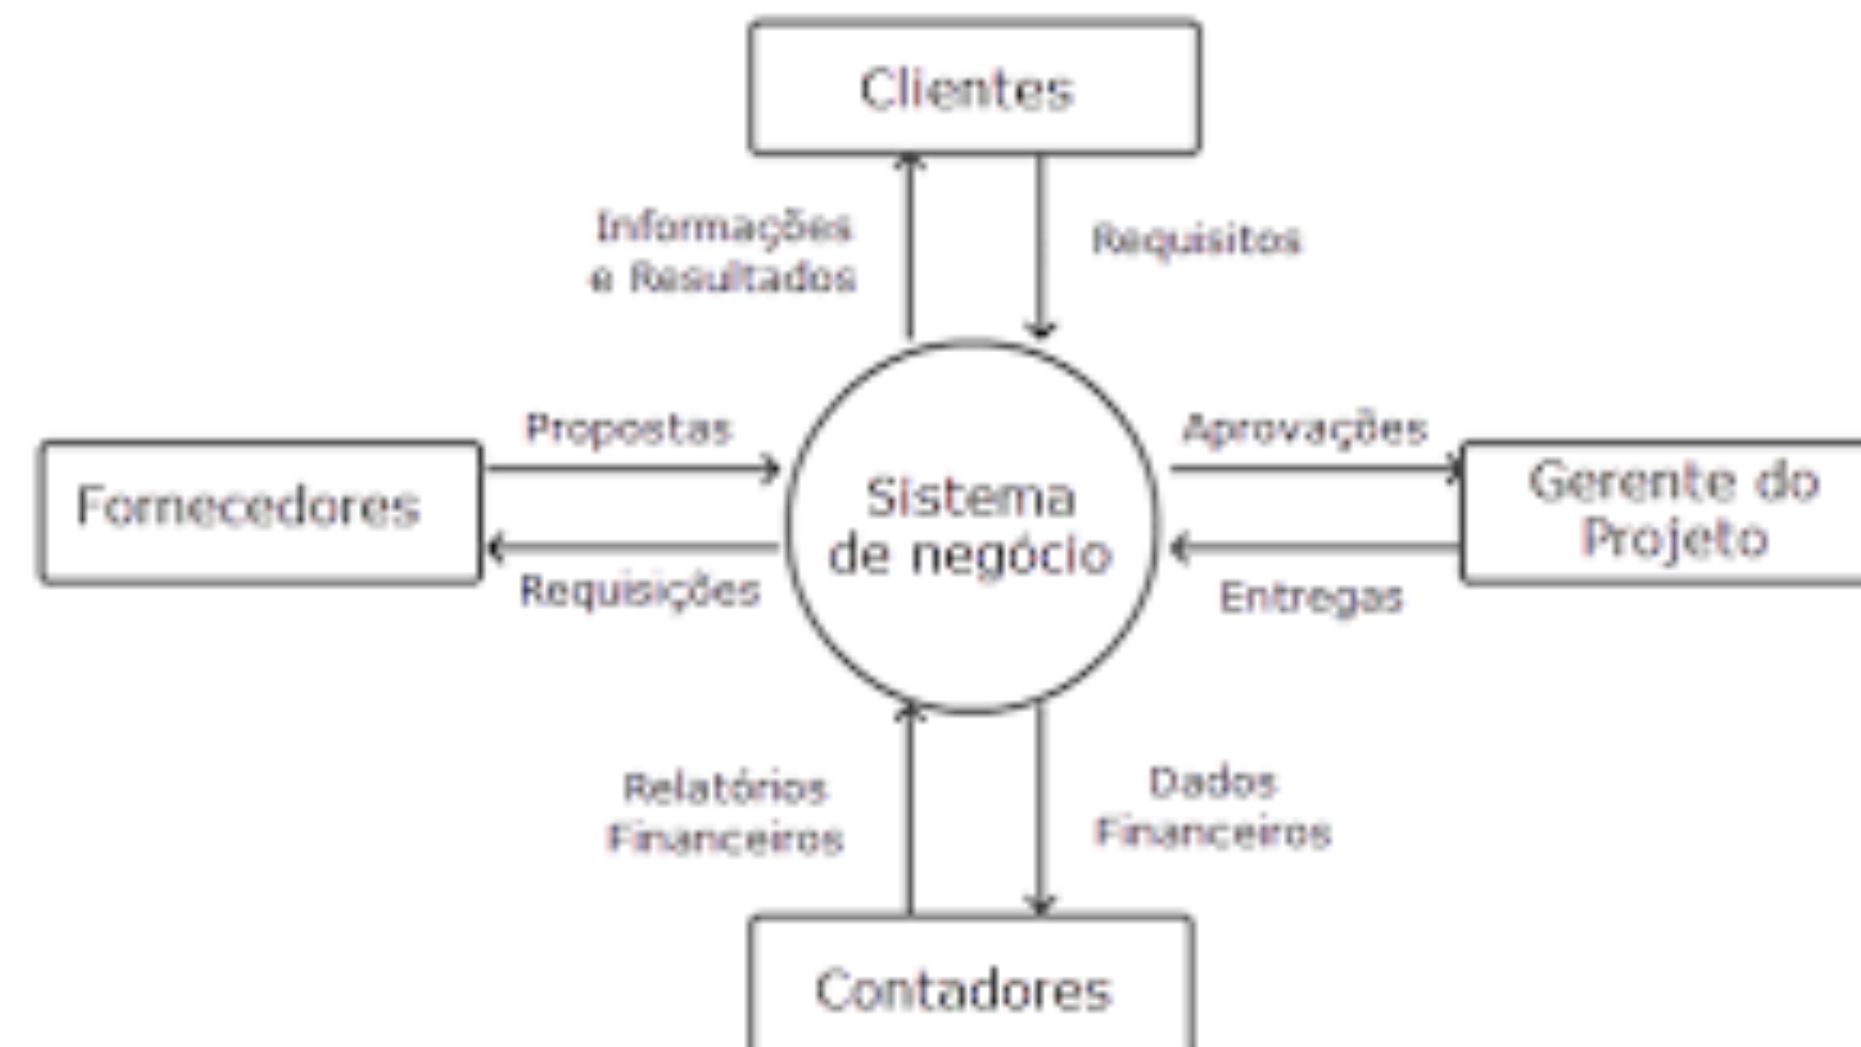 Clientes
Informações
e Resultados
Requisitos
Propostas
Aprovações
Fornecedores
Sistema
de negócio
Gerente do
Projeto
Requisições
Entregas
Relatórios
Financeiros
Dados
Financeiros
Contadores